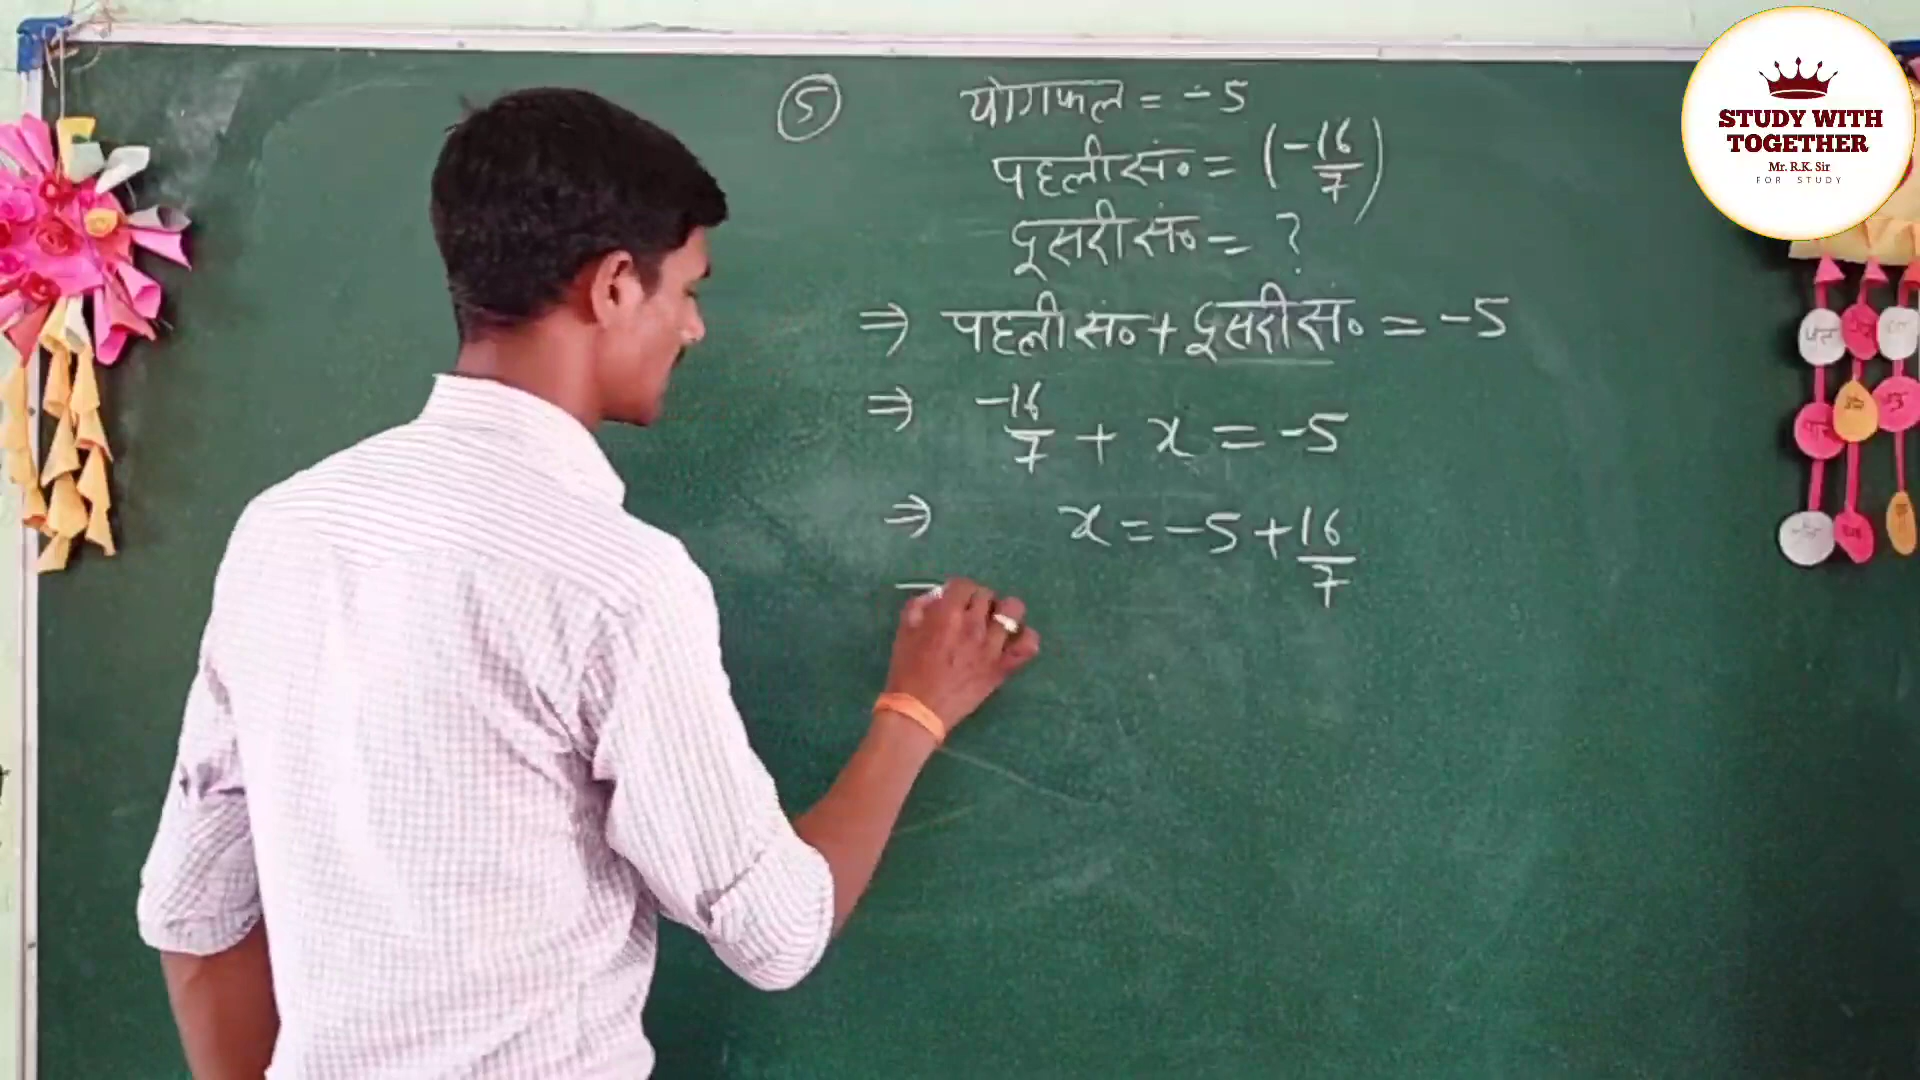 ⑤ योगफल = -5
पहली सं० = (-16/7)
दूसरी सं० = ?
⇒ पहली सं० + दूसरी सं० = -5
⇒ -16/7 + x = -5
⇒ x = -5 + 16/7
STUDY WITH
TOGETHER
Mr. R.K. Sir
FOR STUDY